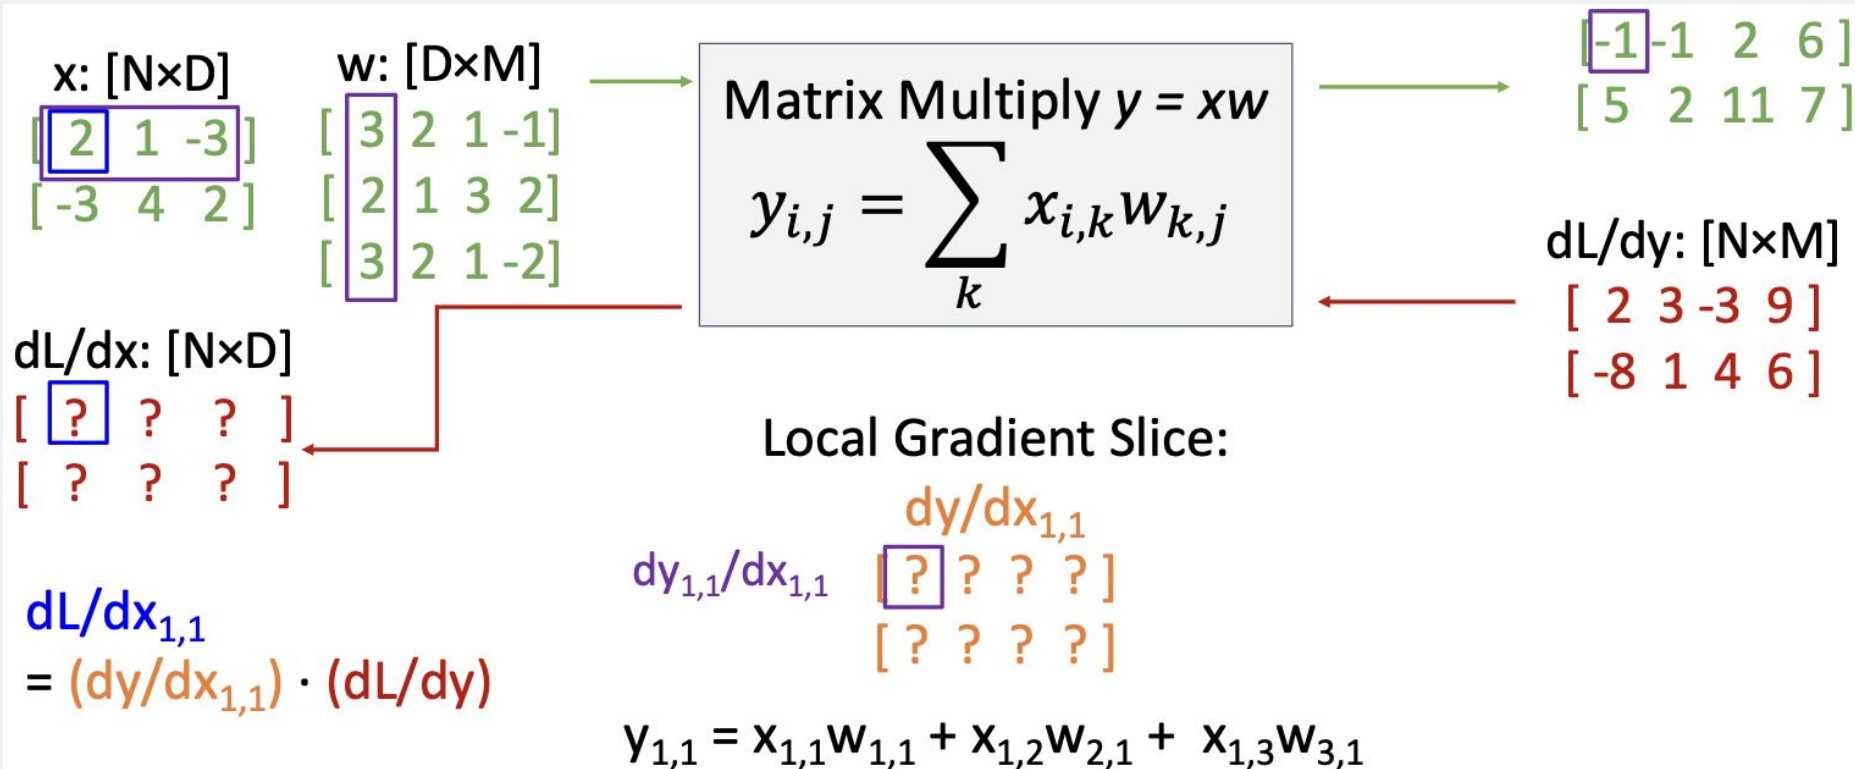 x: [N×D]
[ 2 1 -3 ]
[ -3 4 2 ]
w: [D×M]
[ 3 2 1 -1]
[ 2 1 3 2]
[ 3 2 1 -2]
Matrix Multiply y = xw
y_{i,j} = ∑_k x_{i,k}w_{k,j}
[ -1 -1 2 6 ]
[ 5 2 11 7 ]
dL/dy: [N×M]
[ 2 3 -3 9 ]
[ -8 1 4 6 ]
dL/dx: [N×D]
[ ? ? ? ]
[ ? ? ? ]
Local Gradient Slice:
dy/dx_{1,1}
dy_{1,1}/dx_{1,1} [ ? ? ? ? ]
[ ? ? ? ? ]
dL/dx_{1,1}
= (dy/dx_{1,1}) · (dL/dy)
y_{1,1} = x_{1,1}w_{1,1} + x_{1,2}w_{2,1} + x_{1,3}w_{3,1}